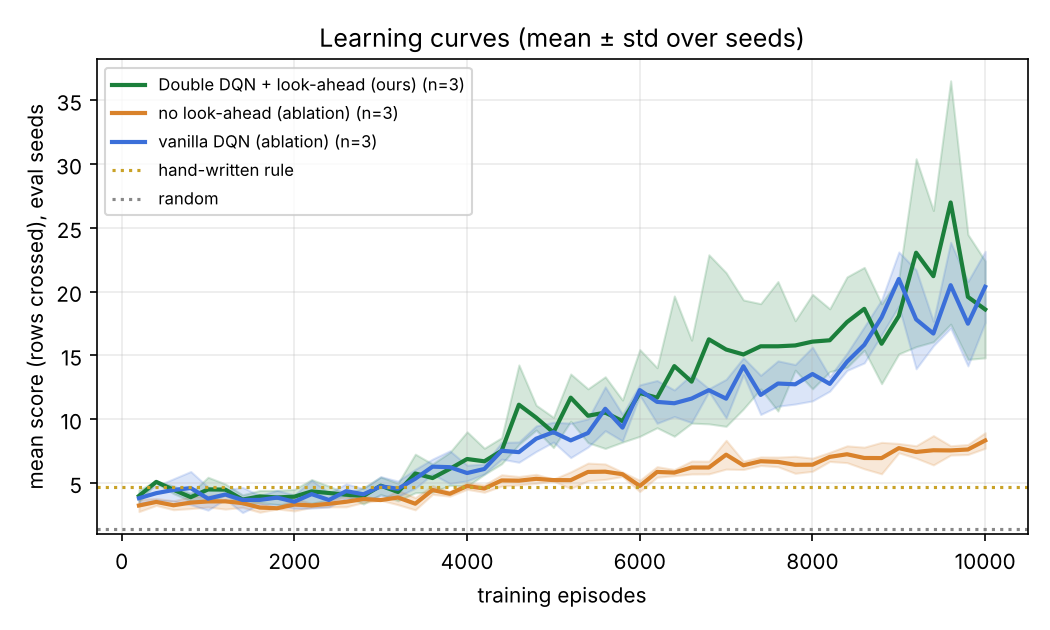 Learning curves (mean ± std over seeds)
Double DQN + look-ahead (ours) (n=3)
no look-ahead (ablation) (n=3)
vanilla DQN (ablation) (n=3)
hand-written rule
random
mean score (rows crossed), eval seeds
35
30
25
20
15
10
5
0 2000 4000 6000 8000 10000
training episodes